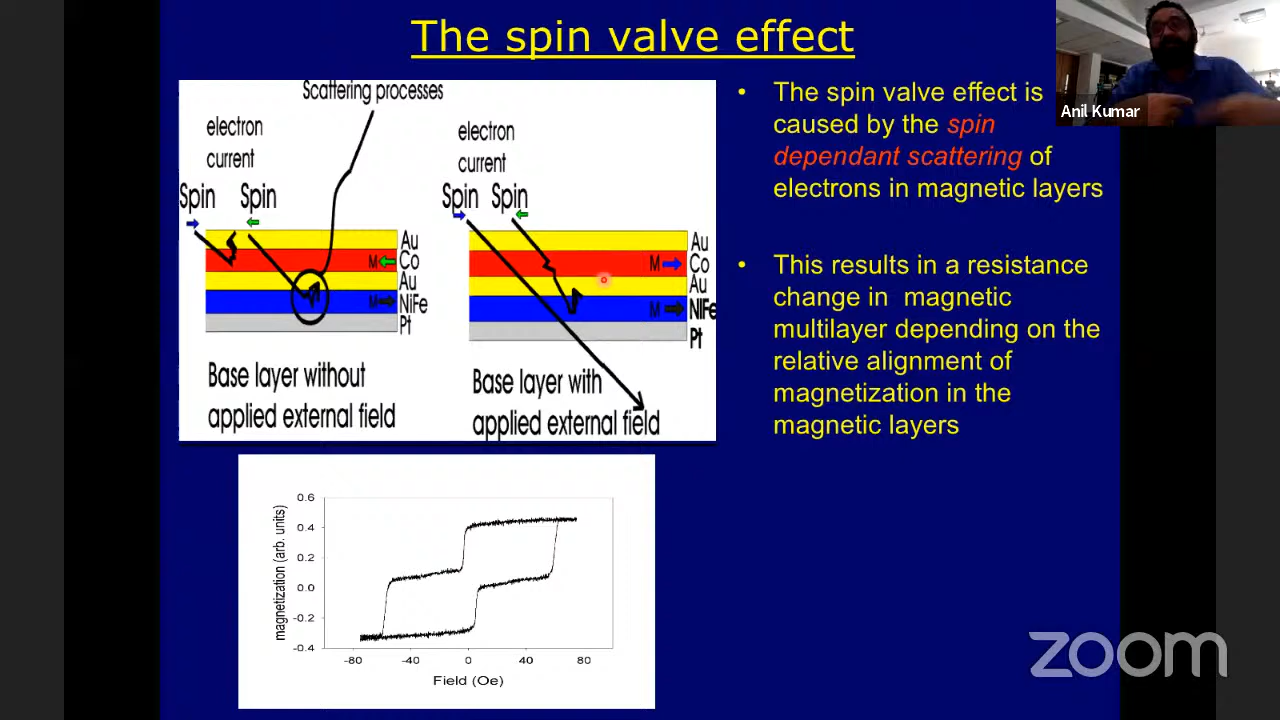 The spin valve effect
Scattering processes
electron
current
Spin Spin
Au
M Co
Au
M NiFe
Pt
Base layer without
applied external field
electron
current
Spin Spin
Au
M Co
Au
M NiFe
Pt
Base layer with
applied external field
• The spin valve effect is
caused by the spin
dependant scattering of
electrons in magnetic layers
• This results in a resistance
change in magnetic
multilayer depending on the
relative alignment of
magnetization in the
magnetic layers
Anil Kumar
magnetization (arb. units)
0.6
0.4
0.2
0.0
-0.2
-0.4
-80 -40 0 40 80
Field (Oe)
zoom